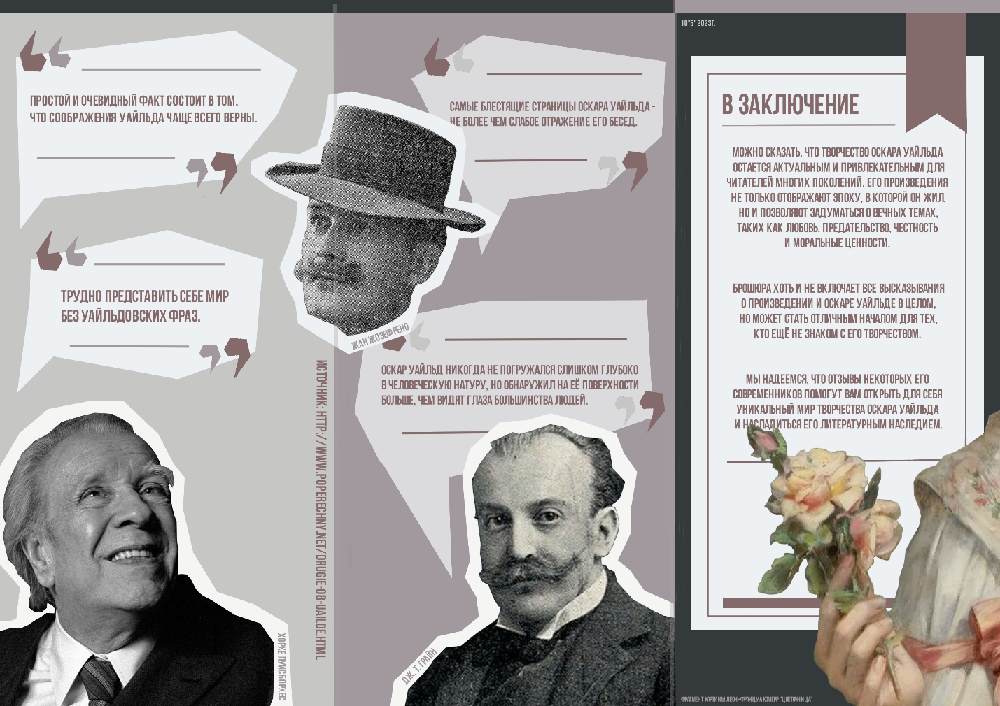 ПРОСТОЙ И ОЧЕВИДНЫЙ ФАКТ СОСТОИТ В ТОМ,
ЧТО СООБРАЖЕНИЯ УАЙЛЬДА ЧАЩЕ ВСЕГО ВЕРНЫ.
ТРУДНО ПРЕДСТАВИТЬ СЕБЕ МИР
БЕЗ УАЙЛЬДОВСКИХ ФРАЗ.
ХОРХЕ ЛУИС БОРХЕС
ИСТОЧНИК: HTTP://WWW.POPERECHNY.NET/DRUGIE-OB-UAILDE.HTML
САМЫЕ БЛЕСТЯЩИЕ СТРАНИЦЫ ОСКАРА УАЙЛЬДА -
НЕ БОЛЕЕ ЧЕМ СЛАБОЕ ОТРАЖЕНИЕ ЕГО БЕСЕД.
ЖАН ЖОЗЕФ РЕНО
ОСКАР УАЙЛЬД НИКОГДА НЕ ПОГРУЖАЛСЯ СЛИШКОМ ГЛУБОКО
В ЧЕЛОВЕЧЕСКУЮ НАТУРУ, НО ОБНАРУЖИЛ НА ЕЁ ПОВЕРХНОСТИ
БОЛЬШЕ, ЧЕМ ВИДЯТ ГЛАЗА БОЛЬШИНСТВА ЛЮДЕЙ.
ДЖ. Т. ГРАЙН
10"Б" 2023Г.
В ЗАКЛЮЧЕНИЕ
МОЖНО СКАЗАТЬ, ЧТО ТВОРЧЕСТВО ОСКАРА УАЙЛЬДА
ОСТАЕТСЯ АКТУАЛЬНЫМ И ПРИВЛЕКАТЕЛЬНЫМ ДЛЯ
ЧИТАТЕЛЕЙ МНОГИХ ПОКОЛЕНИЙ. ЕГО ПРОИЗВЕДЕНИЯ
НЕ ТОЛЬКО ОТОБРАЖАЮТ ЭПОХУ, В КОТОРОЙ ОН ЖИЛ,
НО И ПОЗВОЛЯЮТ ЗАДУМАТЬСЯ О ВЕЧНЫХ ТЕМАХ,
ТАКИХ КАК ЛЮБОВЬ, ПРЕДАТЕЛЬСТВО, ЧЕСТНОСТЬ
И МОРАЛЬНЫЕ ЦЕННОСТИ.
БРОШЮРА ХОТЬ И НЕ ВКЛЮЧАЕТ ВСЕ ВЫСКАЗЫВАНИЯ
О ПРОИЗВЕДЕНИИ И ОСКАРЕ УАЙЛЬДЕ В ЦЕЛОМ,
НО МОЖЕТ СТАТЬ ОТЛИЧНЫМ НАЧАЛОМ ДЛЯ ТЕХ,
КТО ЕЩЁ НЕ ЗНАКОМ С ЕГО ТВОРЧЕСТВОМ.
МЫ НАДЕЕМСЯ, ЧТО ОТЗЫВЫ НЕКОТОРЫХ ЕГО
СОВРЕМЕННИКОВ ПОМОГУТ ВАМ ОТКРЫТЬ ДЛЯ СЕБЯ
УНИКАЛЬНЫЙ МИР ТВОРЧЕСТВА ОСКАРА УАЙЛЬДА
И НАСЛАДИТЬСЯ ЕГО ЛИТЕРАТУРНЫМ НАСЛЕДИЕМ.
ФРАГМЕНТ КАРТИНЫ ЛЕОН-ФРАНЦУА КОМЕРР "ЦВЕТОЧНИЦА"